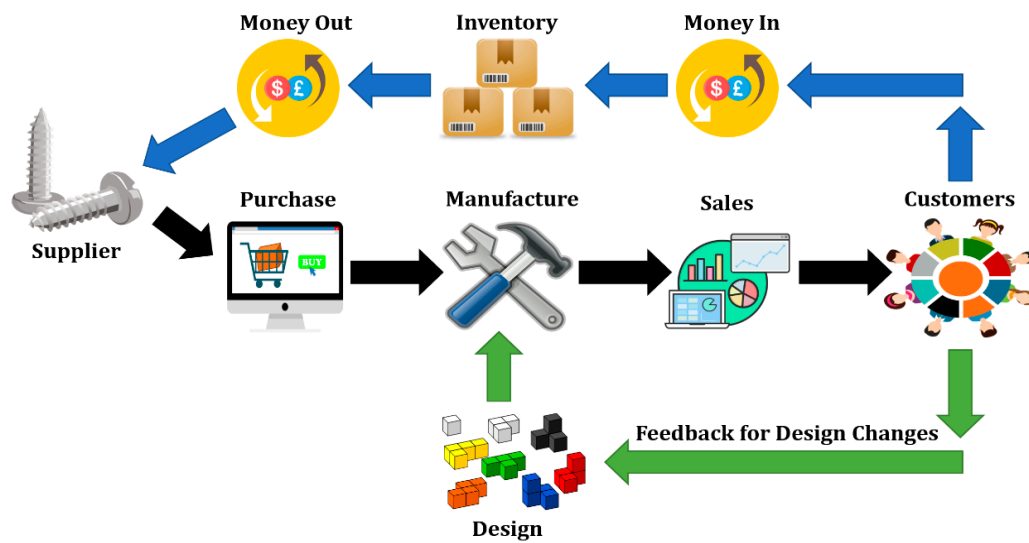 Money Out
Inventory
Money In
$ £
$ £
Purchase
Manufacture
Sales
Customers
Supplier
BUY
Feedback for Design Changes
Design